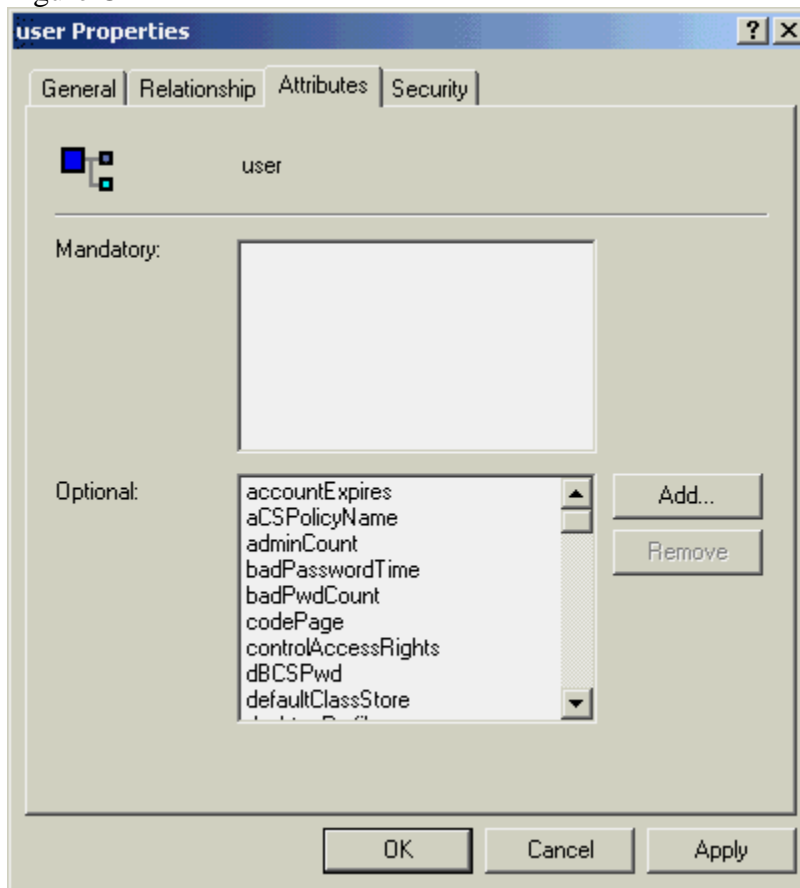 user Properties
General Relationship Attributes Security
user
Mandatory:
Optional:
accountExpires
aCSPolicyName
adminCount
badPasswordTime
badPwdCount
codePage
controlAccessRights
dBCSPwd
defaultClassStore
Add...
Remove
OK Cancel Apply